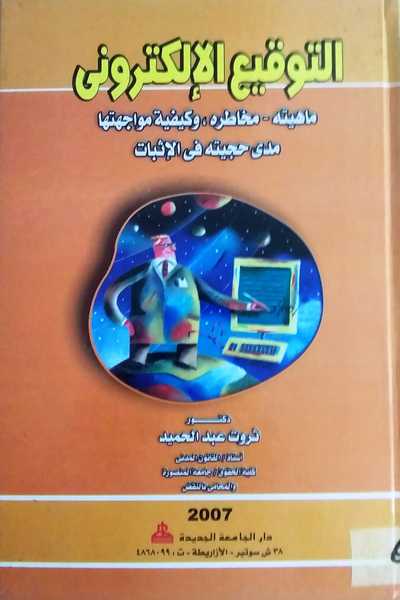 التوقيع الإلكترونى
ماهيته - مخاطره، وكيفية مواجهتها
مدى حجيته فى الإثبات
دكتور
ثروت عبد الحميد
أستاذ القانون المدنى
كلية الحقوق / جامعة المنصورة
والمحامى بالنقض
2007
دار الجامعة الجديدة
٣٨ ش سوتير - الأزاريطة - ت: ٤٨٦٨٠٩٩